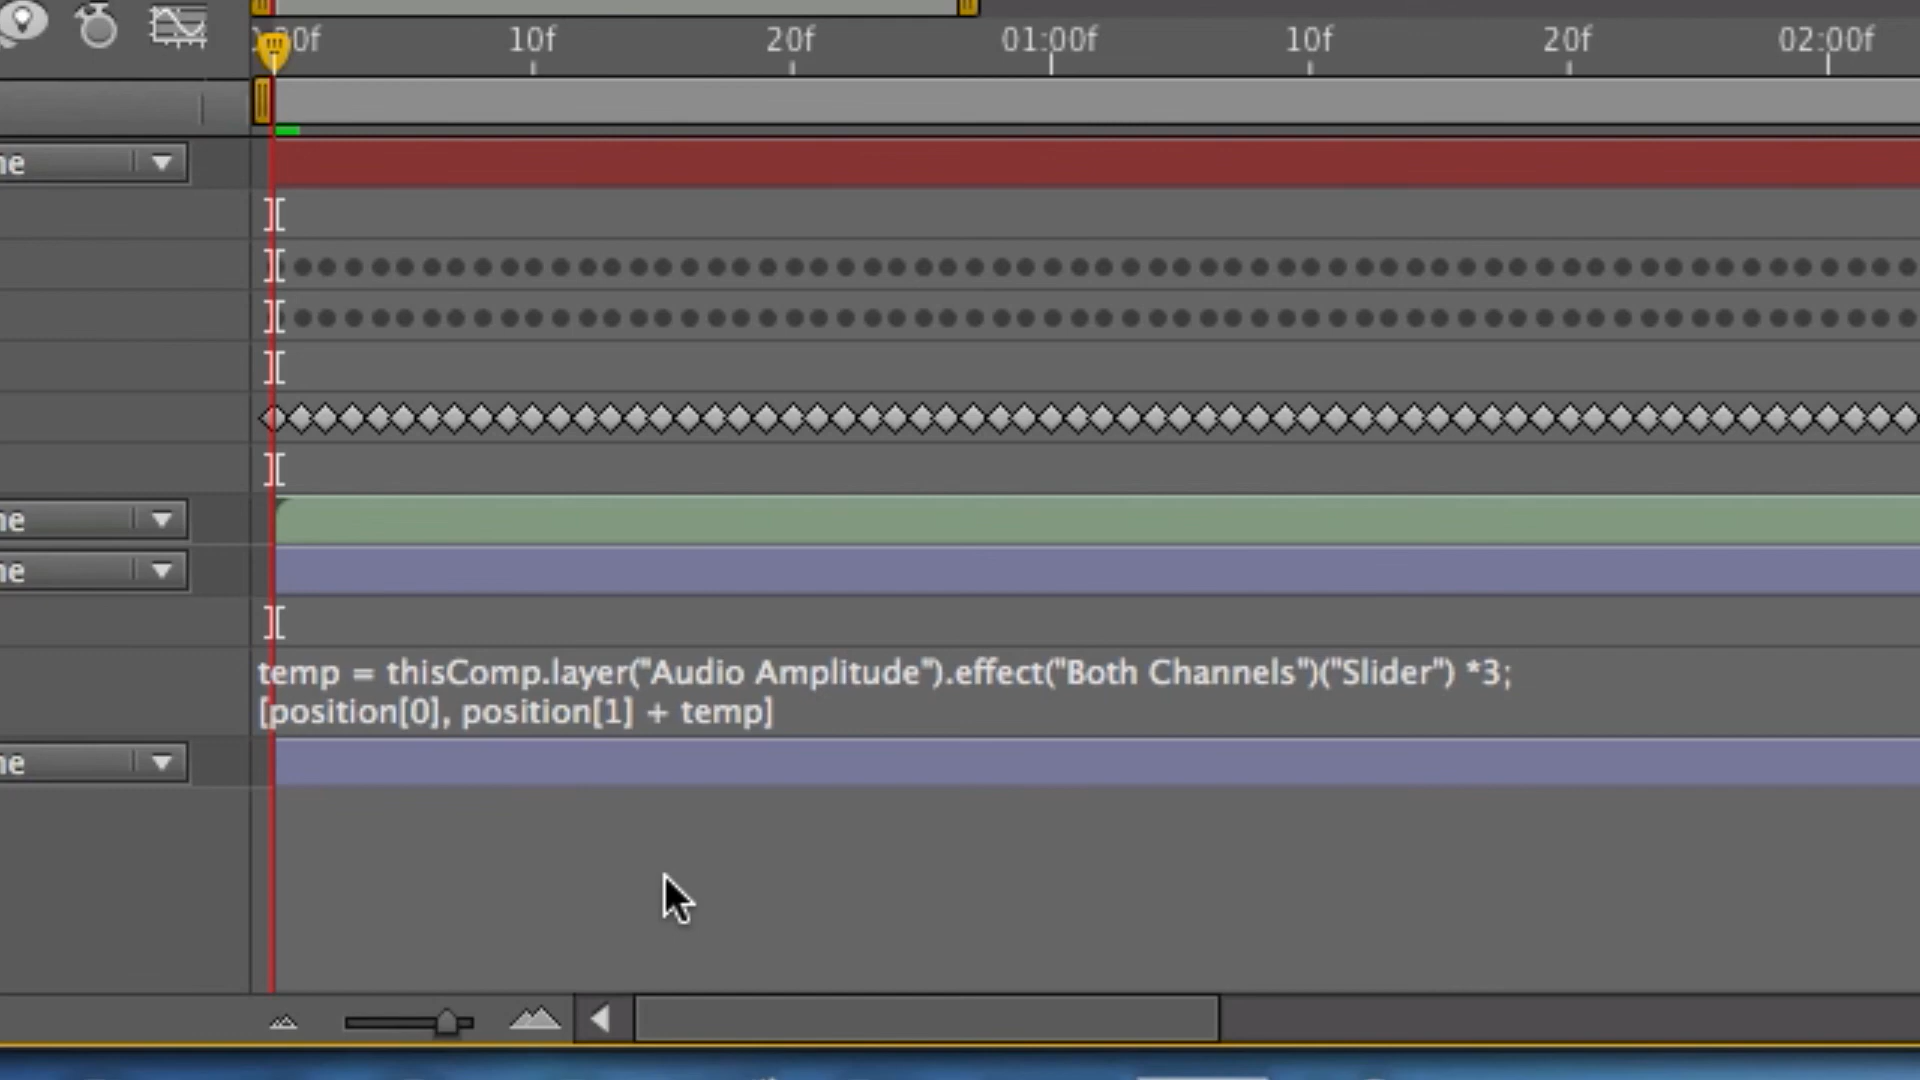 00f 10f 20f 01:00f 10f 20f 02:00f
ne
ne
ne
temp = thisComp.layer("Audio Amplitude").effect("Both Channels")("Slider") *3;
[position[0], position[1] + temp]
ne